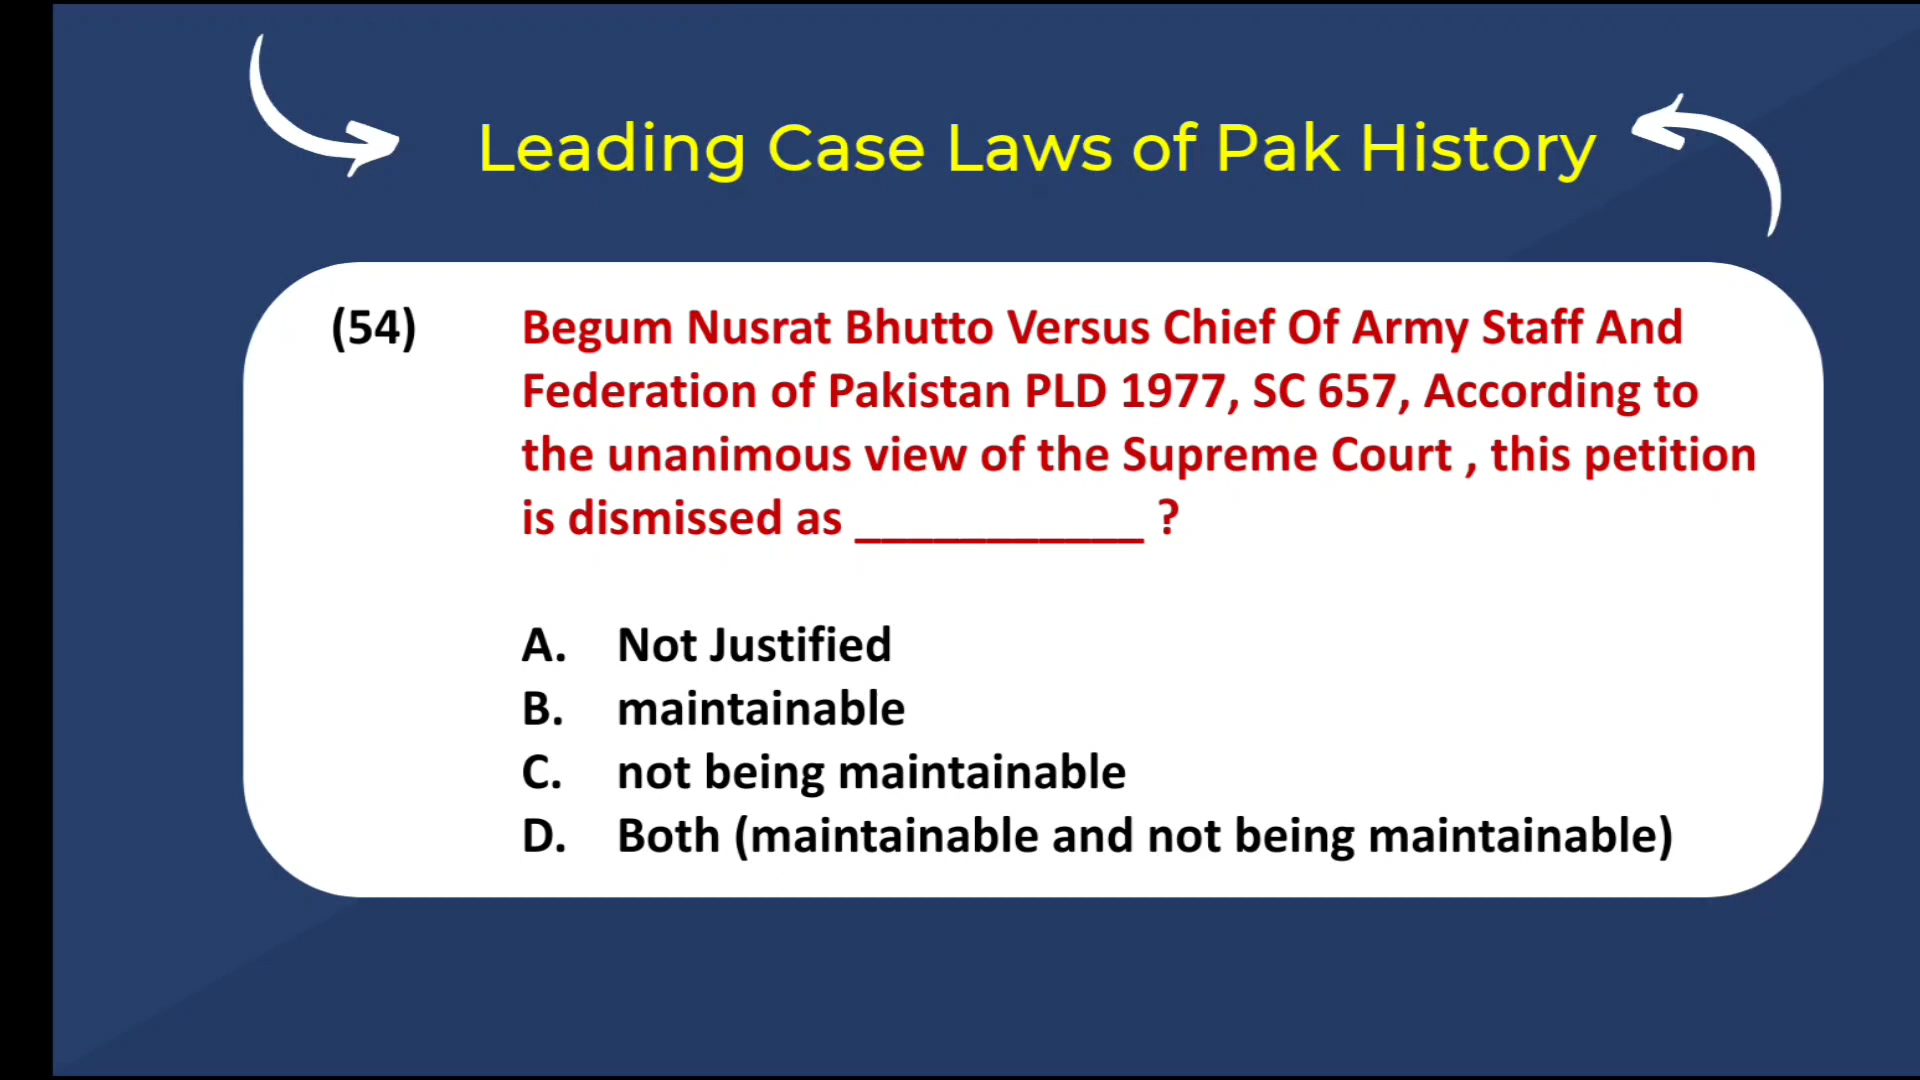 Leading Case Laws of Pak History
(54) Begum Nusrat Bhutto Versus Chief Of Army Staff And
Federation of Pakistan PLD 1977, SC 657, According to
the unanimous view of the Supreme Court , this petition
is dismissed as ___________ ?
A. Not Justified
B. maintainable
C. not being maintainable
D. Both (maintainable and not being maintainable)